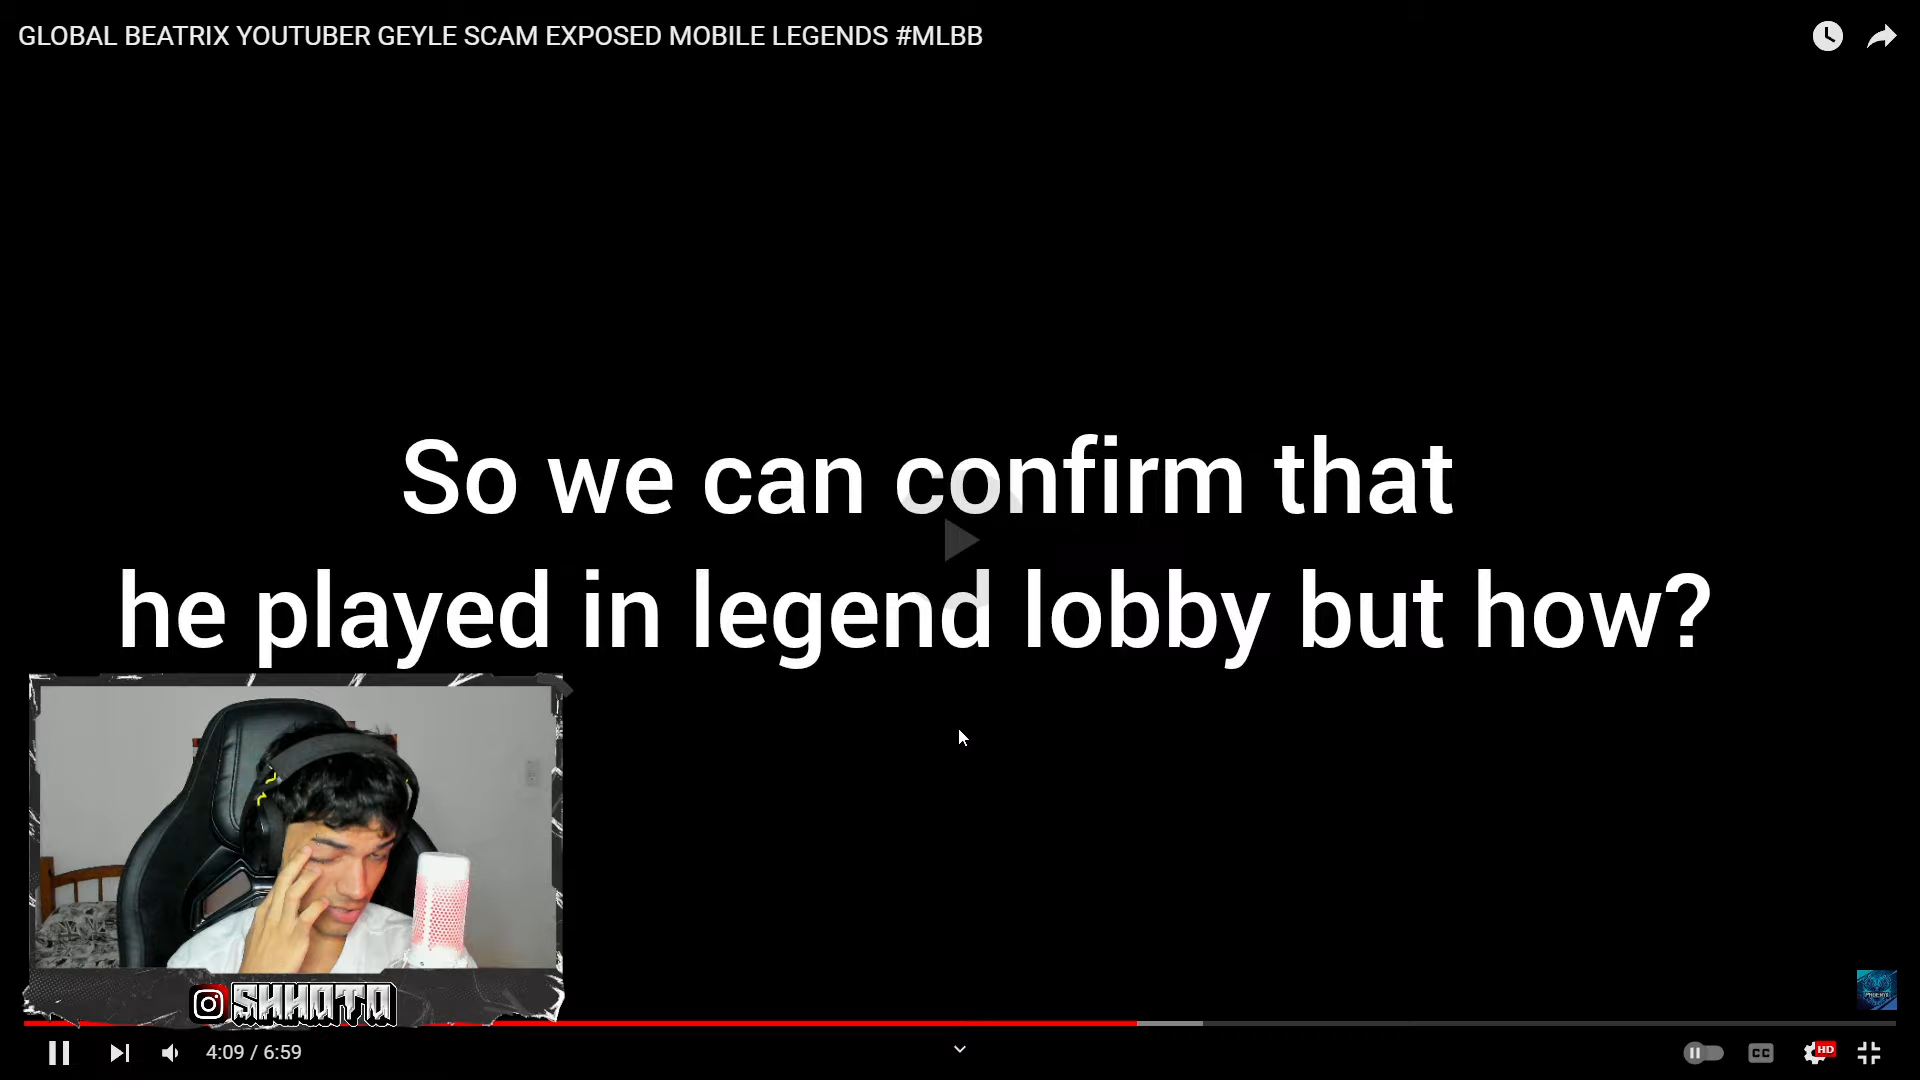 GLOBAL BEATRIX YOUTUBER GEYLE SCAM EXPOSED MOBILE LEGENDS #MLBB
So we can confirm that
he played in legend lobby but how?
SHHOTO
4:09 / 6:59
CC
HD